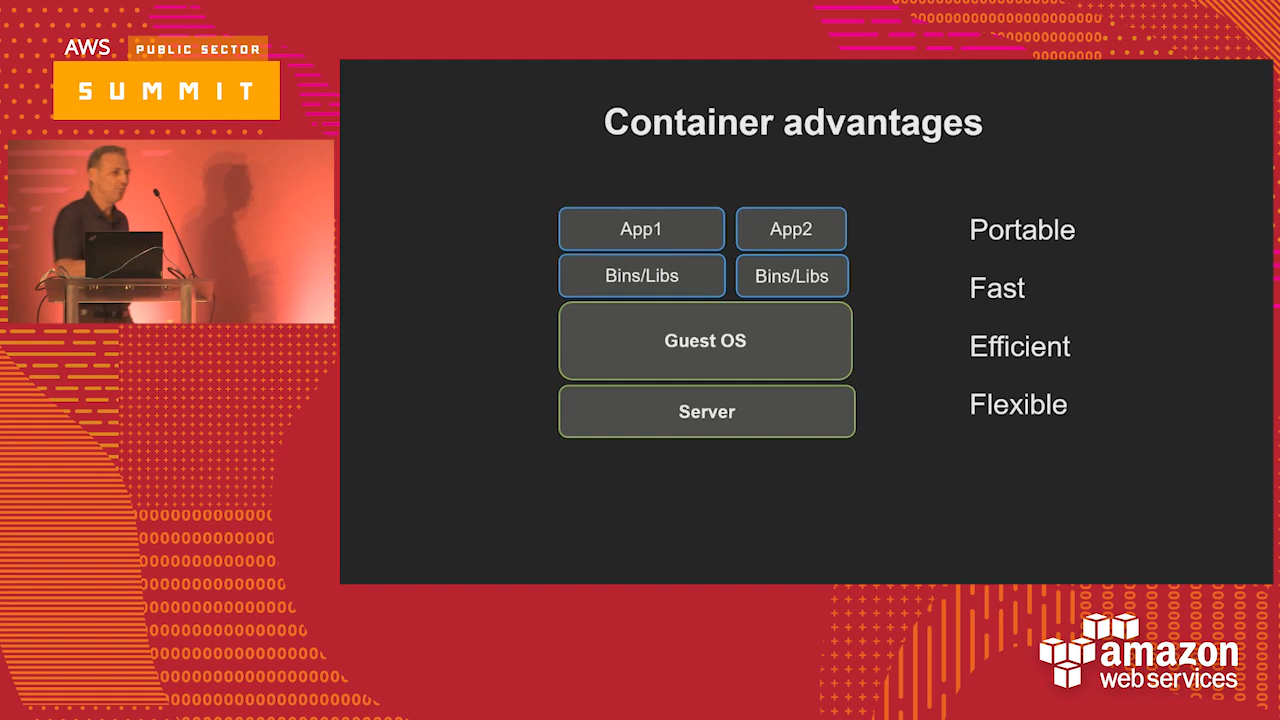 AWS PUBLIC SECTOR
SUMMIT
Container advantages
App1 App2
Bins/Libs Bins/Libs
Guest OS
Server
Portable
Fast
Efficient
Flexible
amazon
web services